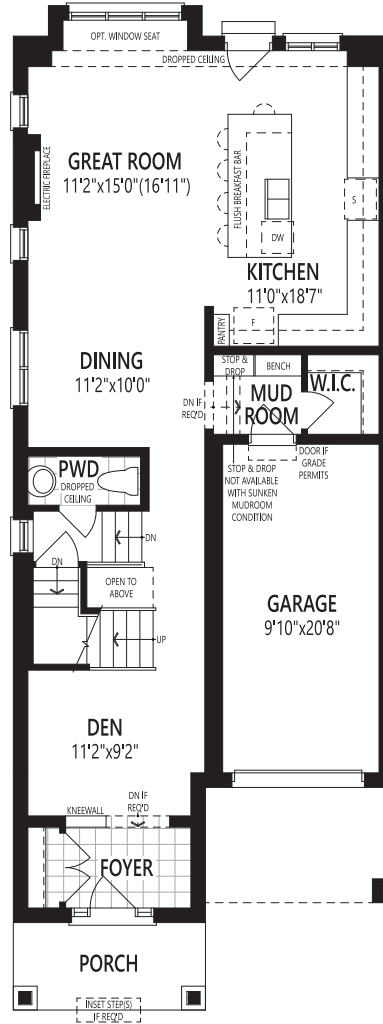 OPT. WINDOW SEAT
DROPPED CEILING
ELECTRIC FIREPLACE
GREAT ROOM
11'2"x15'0"(16'11")
FLUSH BREAKFAST BAR
S
DW
KITCHEN
11'0"x18'7"
PANTRY
F
DINING
11'2"x10'0"
STOP &
DROP
BENCH
W.I.C.
DN IF
REQ'D
MUD
ROOM
DOOR IF
GRADE
PERMITS
STOP & DROP
NOT AVAILABLE
WITH SUNKEN
MUDROOM
CONDITION
PWD
DROPPED
CEILING
DN
DN
OPEN TO
ABOVE
UP
GARAGE
9'10"x20'8"
DEN
11'2"x9'2"
KNEEWALL
DN IF
REQ'D
FOYER
PORCH
INSET STEP(S)
IF REQ'D